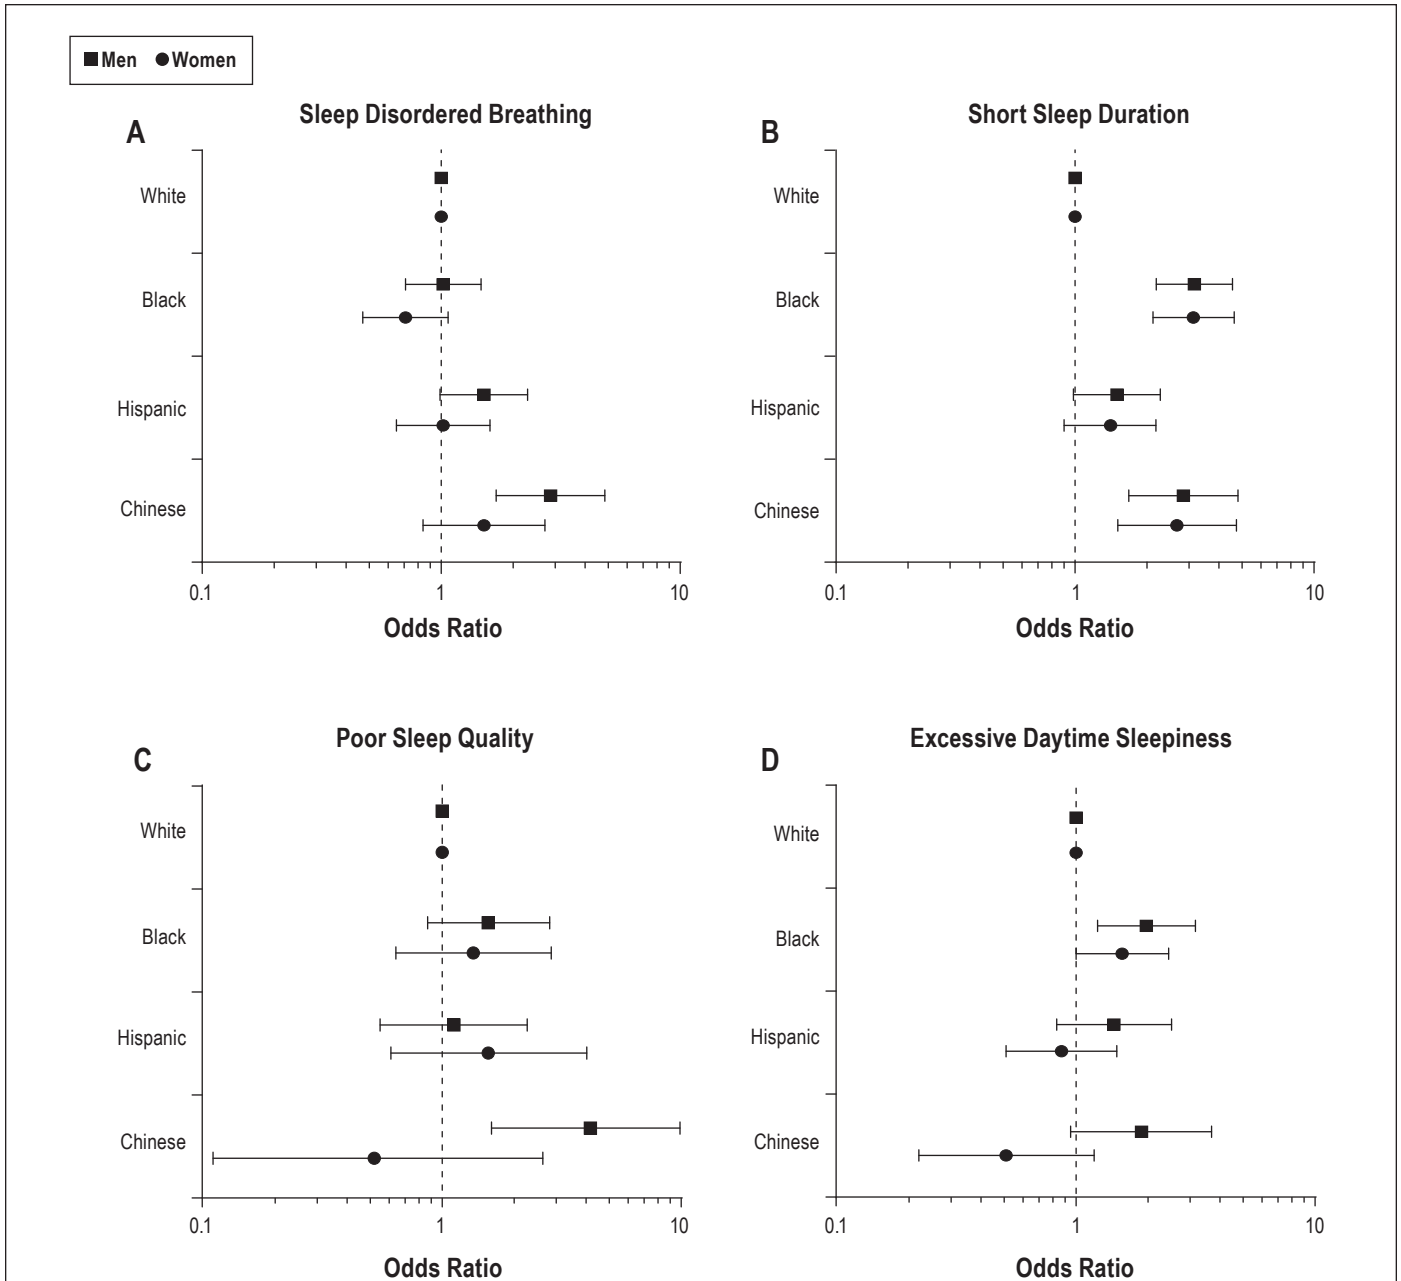 Men Women
A Sleep Disordered Breathing
White
Black
Hispanic
Chinese
0.1 1 10
Odds Ratio
B Short Sleep Duration
White
Black
Hispanic
Chinese
0.1 1 10
Odds Ratio
C Poor Sleep Quality
White
Black
Hispanic
Chinese
0.1 1 10
Odds Ratio
D Excessive Daytime Sleepiness
White
Black
Hispanic
Chinese
0.1 1 10
Odds Ratio